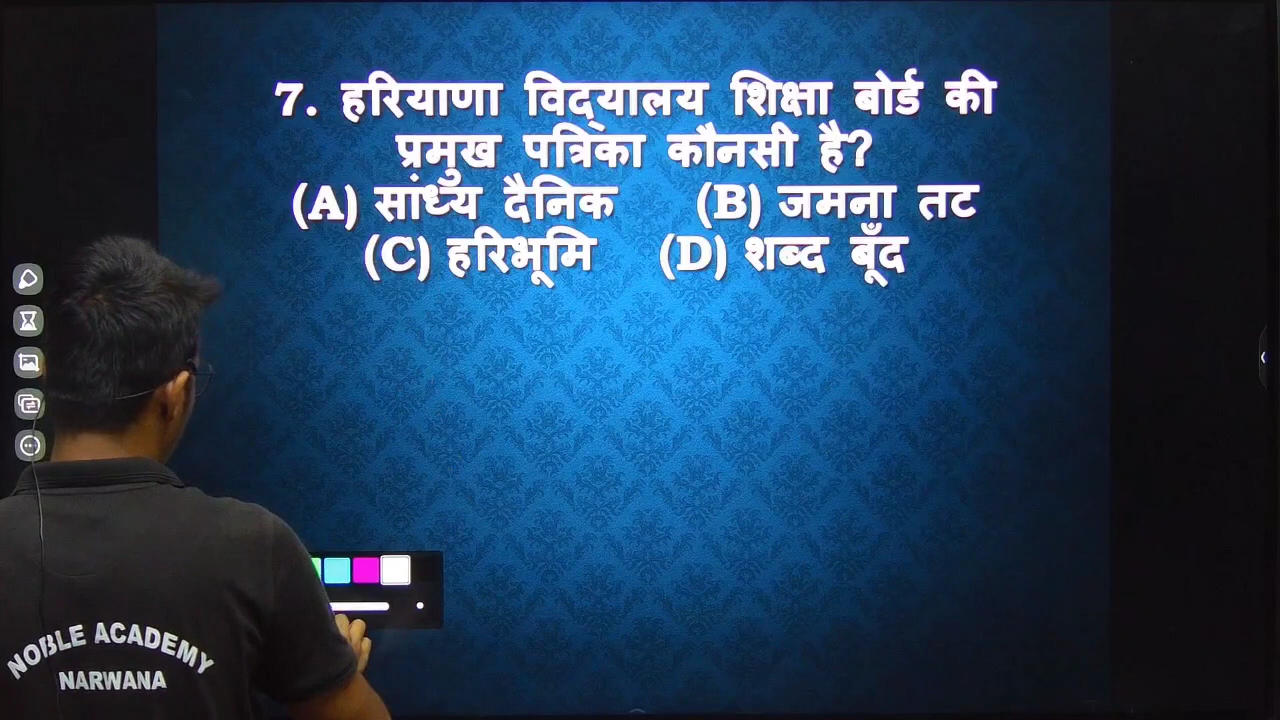 7. हरियाणा विद्यालय शिक्षा बोर्ड की
प्रमुख पत्रिका कौनसी है?
(A) सांध्य दैनिक (B) जमना तट
(C) हरिभूमि (D) शब्द बूँद
NOBLE ACADEMY
NARWANA